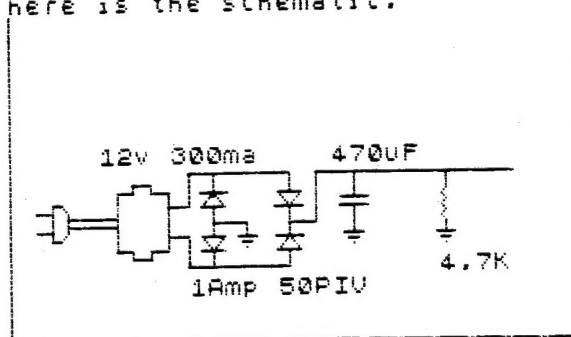 here is the schematic.
12v 300ma
470UF
4.7K
1Amp 50PIV